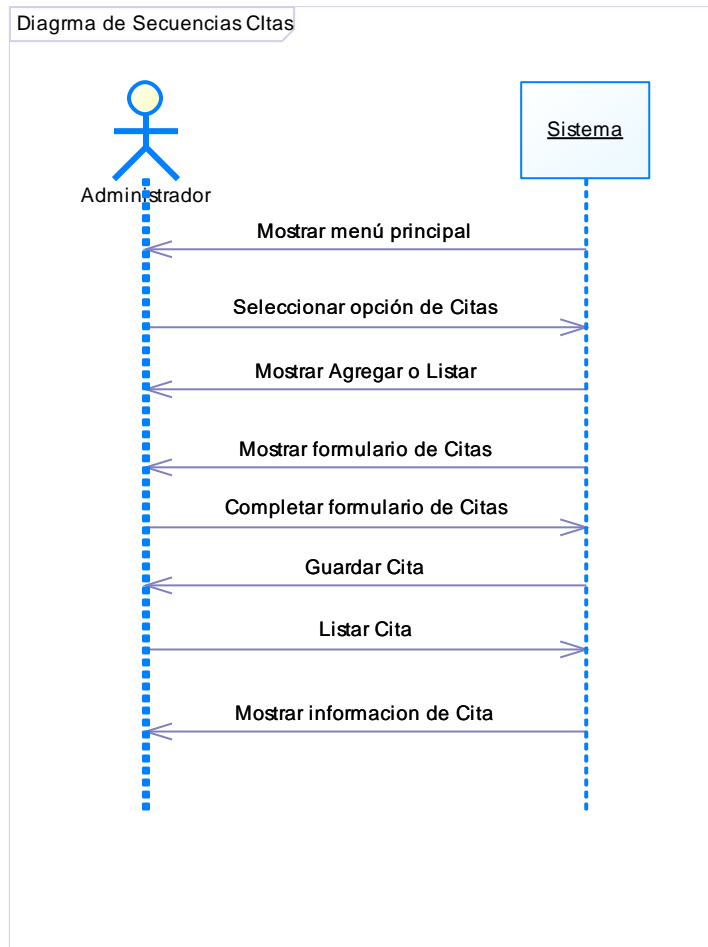 Diagrma de Secuencias CItas
Sistema
Administrador
Mostrar menú principal
Seleccionar opción de Citas
Mostrar Agregar o Listar
Mostrar formulario de Citas
Completar formulario de Citas
Guardar Cita
Listar Cita
Mostrar informacion de Cita